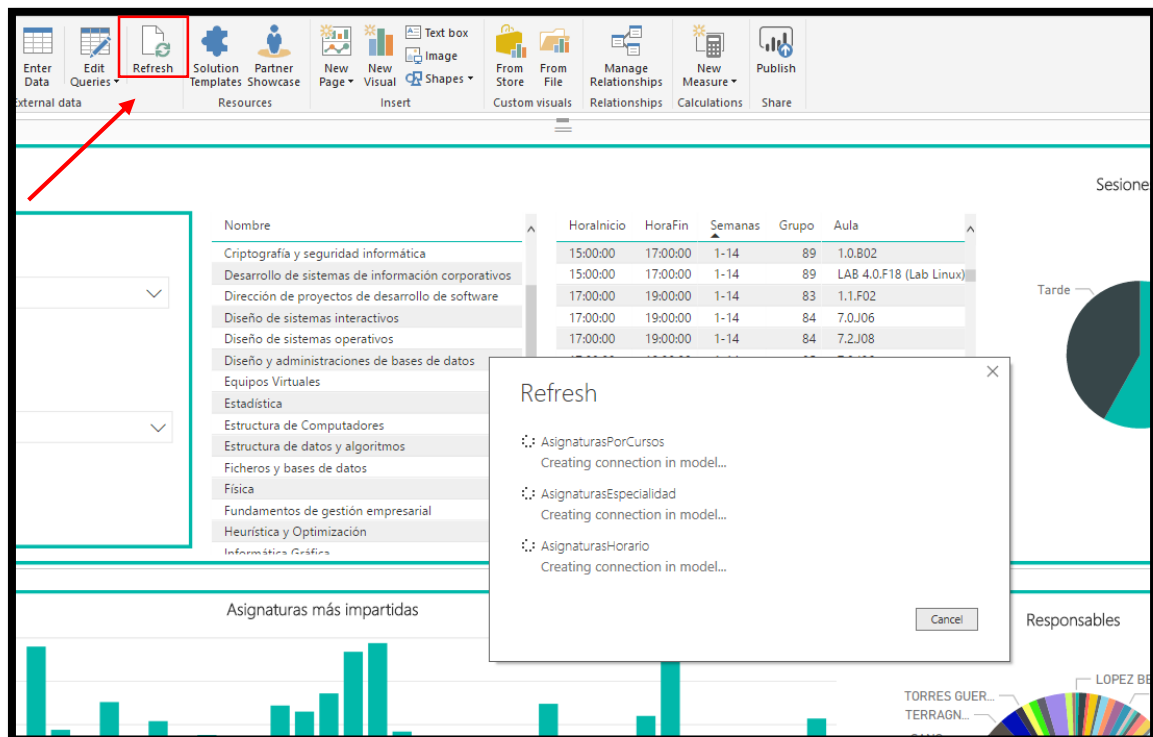 Enter Data
Edit Queries
Refresh
Solution Templates
Partner Showcase
New Page
New Visual
Text box
Image
Shapes
From Store
From File
Manage Relationships
New Measure
Publish
External data
Resources
Insert
Custom visuals
Relationships
Calculations
Share
Sesione
Nombre
Criptografía y seguridad informática
Desarrollo de sistemas de información corporativos
Dirección de proyectos de desarrollo de software
Diseño de sistemas interactivos
Diseño de sistemas operativos
Diseño y administraciones de bases de datos
Equipos Virtuales
Estadística
Estructura de Computadores
Estructura de datos y algoritmos
Ficheros y bases de datos
Física
Fundamentos de gestión empresarial
Heurística y Optimización
Informática Gráfica
HoraInicio HoraFin Semanas Grupo Aula
15:00:00 17:00:00 1-14 89 1.0.B02
15:00:00 17:00:00 1-14 89 LAB 4.0.F18 (Lab Linux)
17:00:00 19:00:00 1-14 83 1.1.F02
17:00:00 19:00:00 1-14 84 7.0.J06
17:00:00 19:00:00 1-14 84 7.2.J08
Tarde
Refresh
AsignaturasPorCursos
Creating connection in model...
AsignaturasEspecialidad
Creating connection in model...
AsignaturasHorario
Creating connection in model...
Cancel
Asignaturas más impartidas
Responsables
LOPEZ BE
TORRES GUER...
TERRAGN...